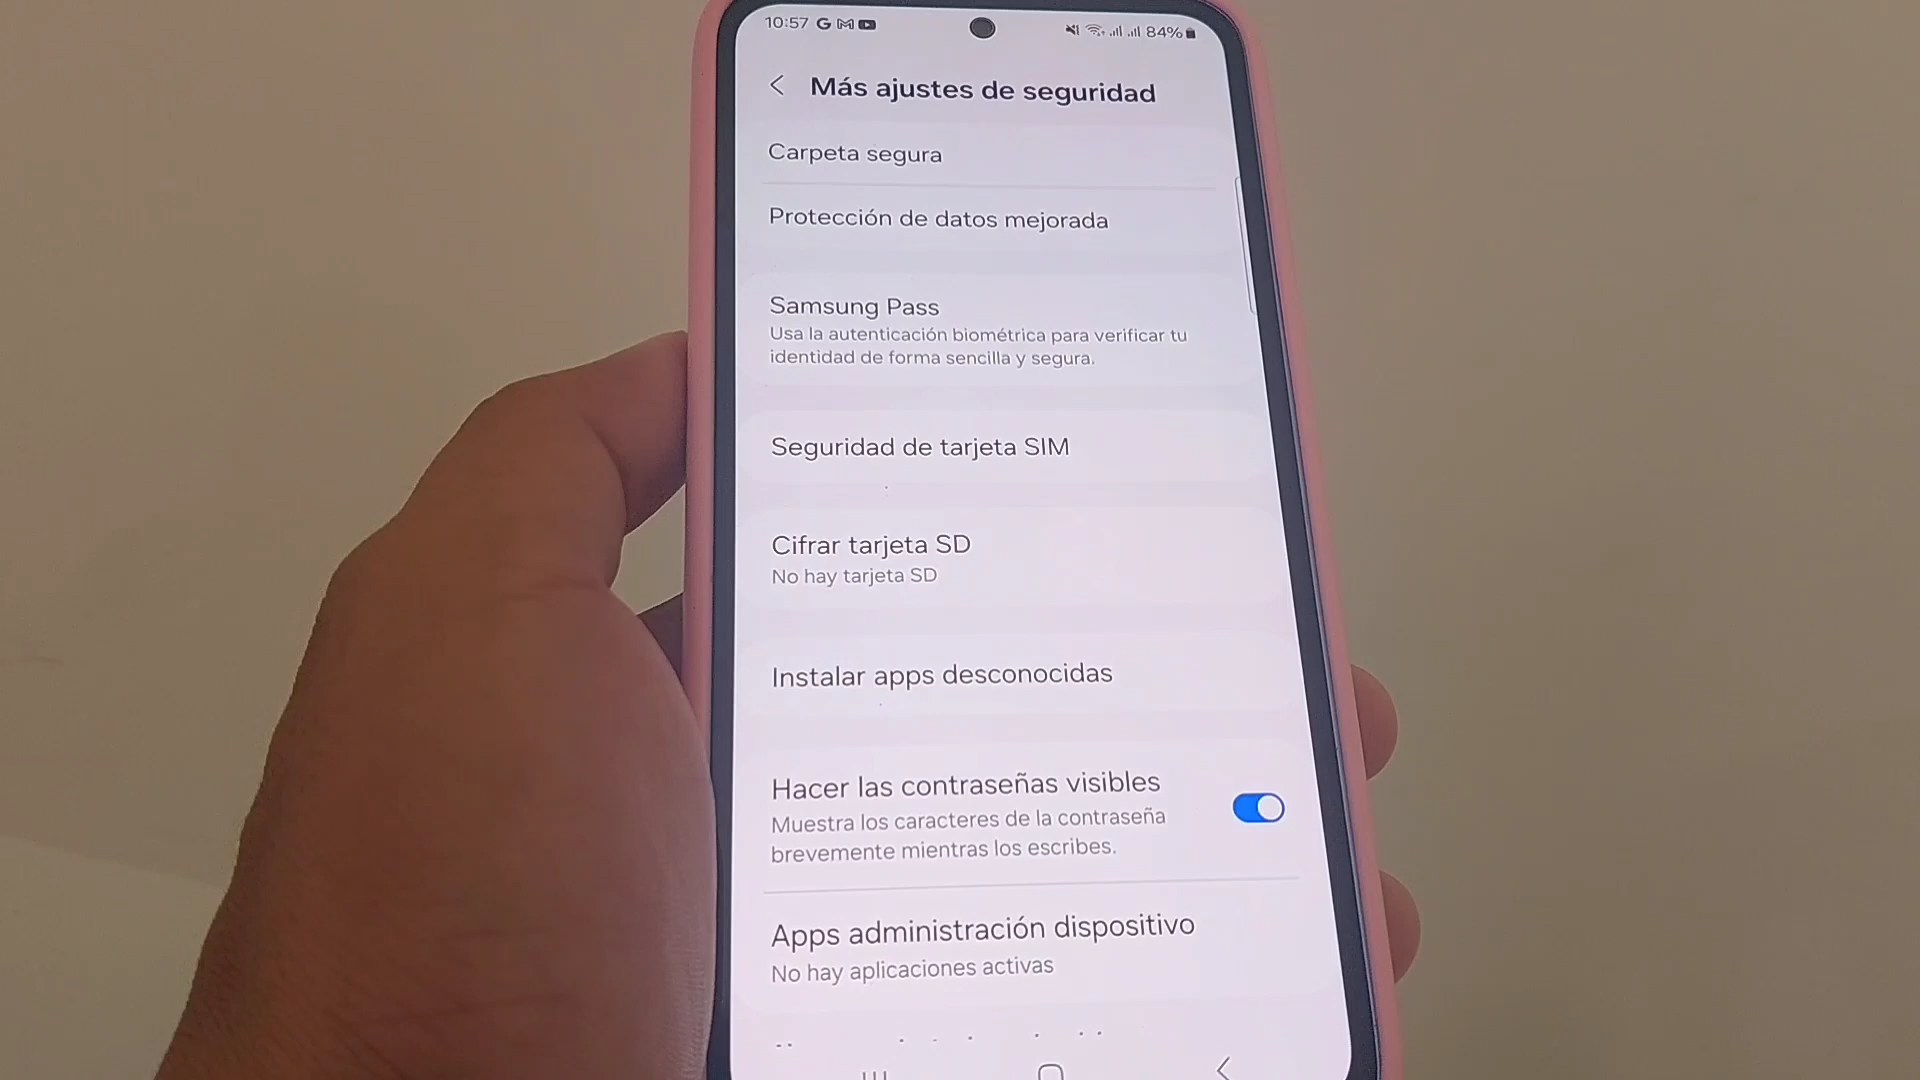 10:57 G 84%
Más ajustes de seguridad
Carpeta segura
Protección de datos mejorada
Samsung Pass
Usa la autenticación biométrica para verificar tu
identidad de forma sencilla y segura.
Seguridad de tarjeta SIM
Cifrar tarjeta SD
No hay tarjeta SD
Instalar apps desconocidas
Hacer las contraseñas visibles
Muestra los caracteres de la contraseña
brevemente mientras los escribes.
Apps administración dispositivo
No hay aplicaciones activas